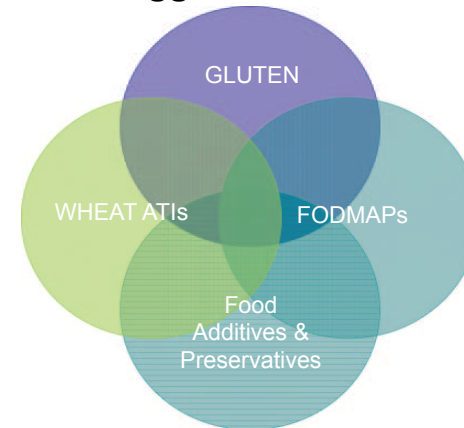 GLUTEN
WHEAT ATIs
FODMAPs
Food
Additives &
Preservatives